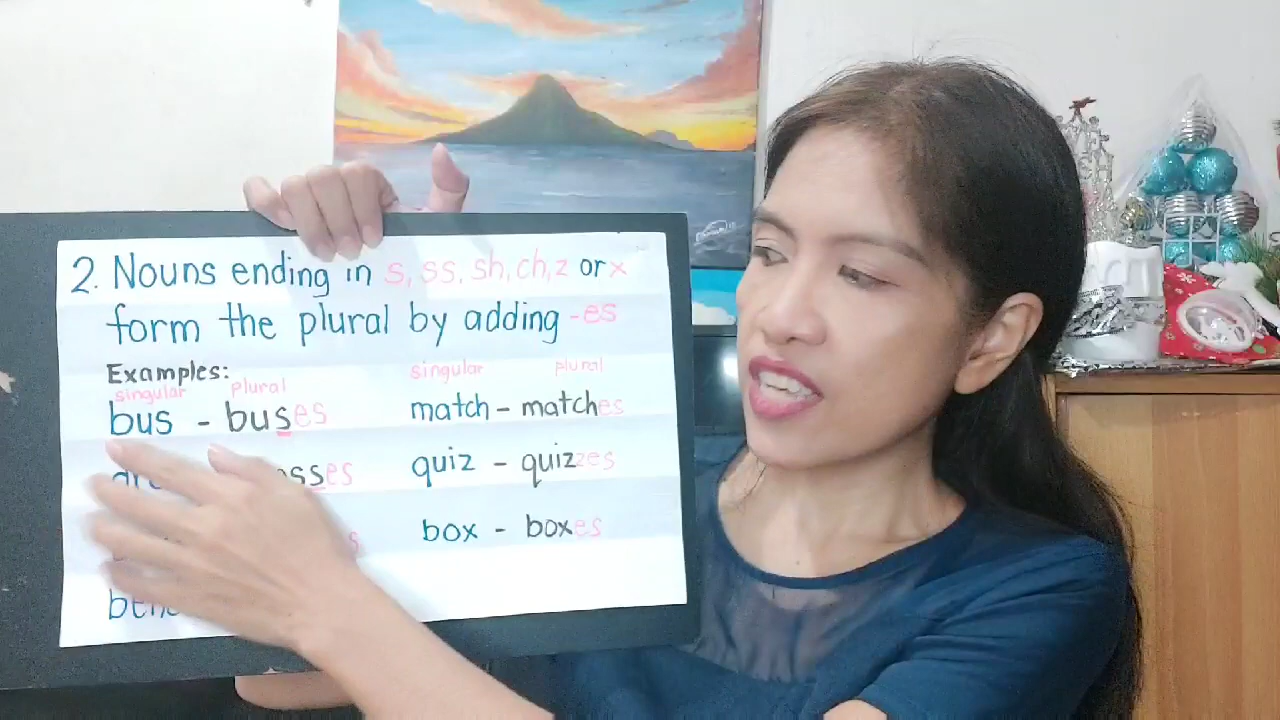 2. Nouns ending in s, ss, sh, ch, z or x
form the plural by adding -es
Examples:
singular plural singular plural
bus - buses match - matches
quiz - quizzes
box - boxes